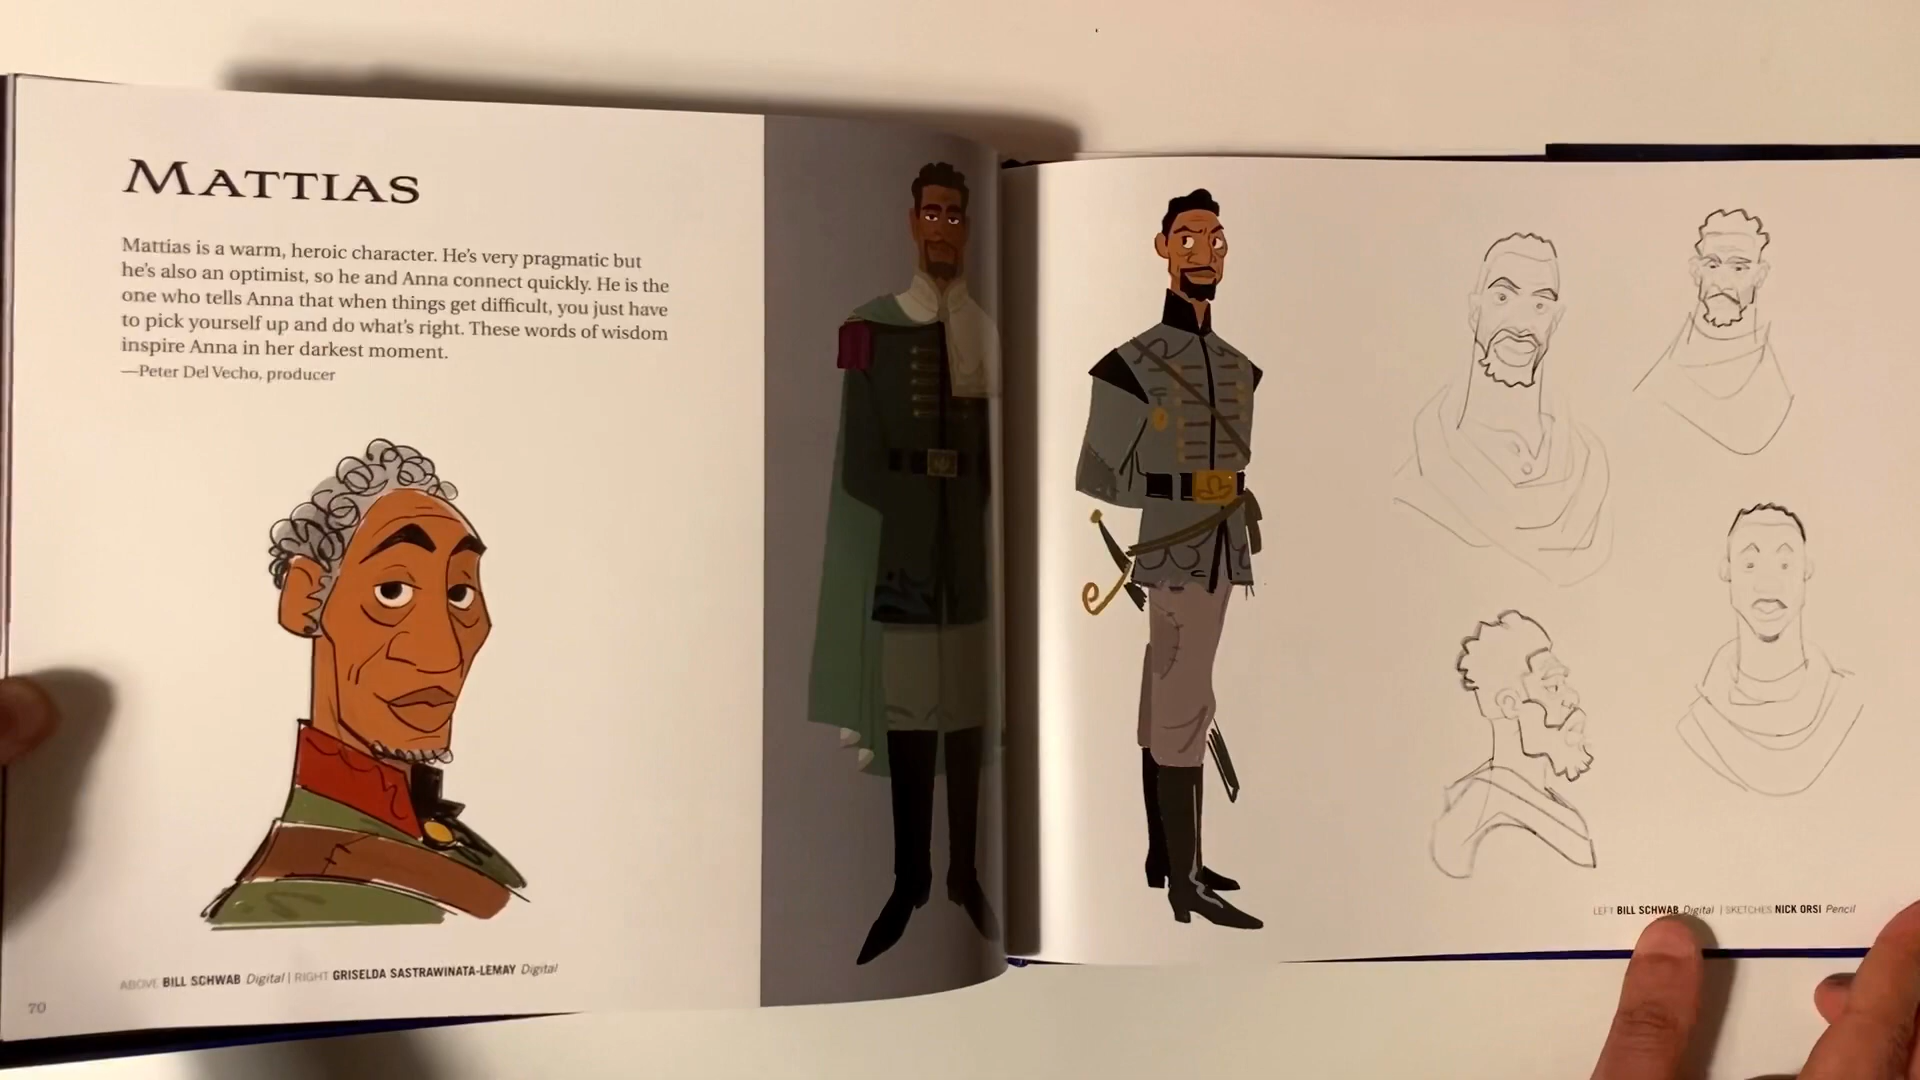 MATTIAS
Mattias is a warm, heroic character. He's very pragmatic but
he's also an optimist, so he and Anna connect quickly. He is the
one who tells Anna that when things get difficult, you just have
to pick yourself up and do what's right. These words of wisdom
inspire Anna in her darkest moment.
—Peter Del Vecho, producer
ABOVE BILL SCHWAB Digital | RIGHT GRISELDA SASTRAWINATA-LEMAY Digital
70
LEFT BILL SCHWAB Digital | SKETCHES NICK ORSI Pencil